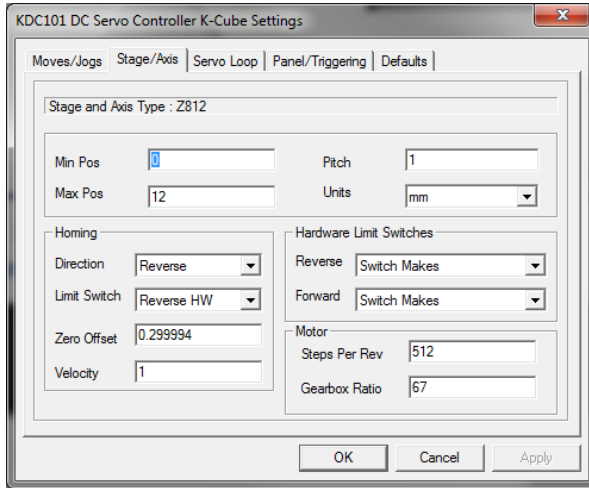 KDC101 DC Servo Controller K-Cube Settings
Moves/Jogs Stage/Axis Servo Loop Panel/Triggering Defaults
Stage and Axis Type : Z812
Min Pos 0 Pitch 1
Max Pos 12 Units mm
Homing
Direction Reverse
Limit Switch Reverse HW
Zero Offset 0.299994
Velocity 1
Hardware Limit Switches
Reverse Switch Makes
Forward Switch Makes
Motor
Steps Per Rev 512
Gearbox Ratio 67
OK Cancel Apply